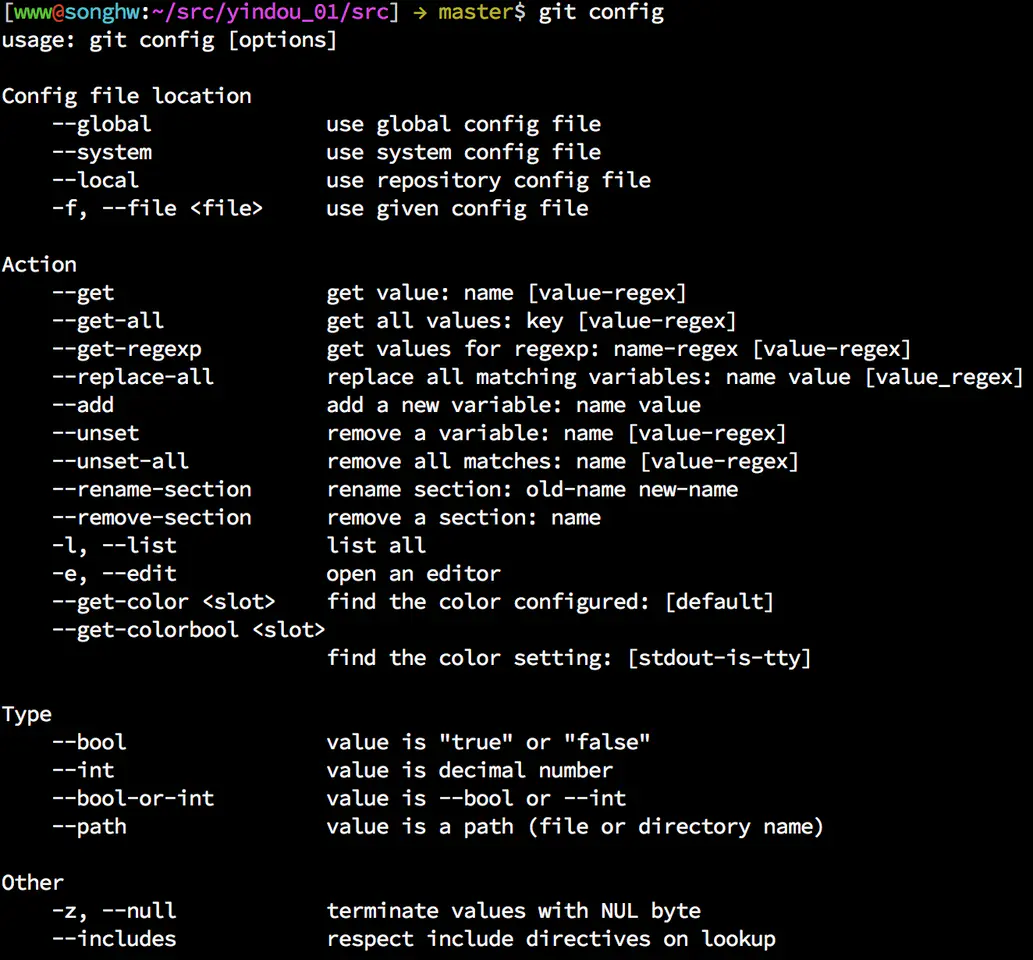 [www@songhw:~/src/yindou_01/src] → master$ git config
usage: git config [options]
Config file location
--global use global config file
--system use system config file
--local use repository config file
-f, --file <file> use given config file
Action
--get get value: name [value-regex]
--get-all get all values: key [value-regex]
--get-regexp get values for regexp: name-regex [value-regex]
--replace-all replace all matching variables: name value [value_regex]
--add add a new variable: name value
--unset remove a variable: name [value-regex]
--unset-all remove all matches: name [value-regex]
--rename-section rename section: old-name new-name
--remove-section remove a section: name
-l, --list list all
-e, --edit open an editor
--get-color <slot> find the color configured: [default]
--get-colorbool <slot>
find the color setting: [stdout-is-tty]
Type
--bool value is "true" or "false"
--int value is decimal number
--bool-or-int value is --bool or --int
--path value is a path (file or directory name)
Other
-z, --null terminate values with NUL byte
--includes respect include directives on lookup